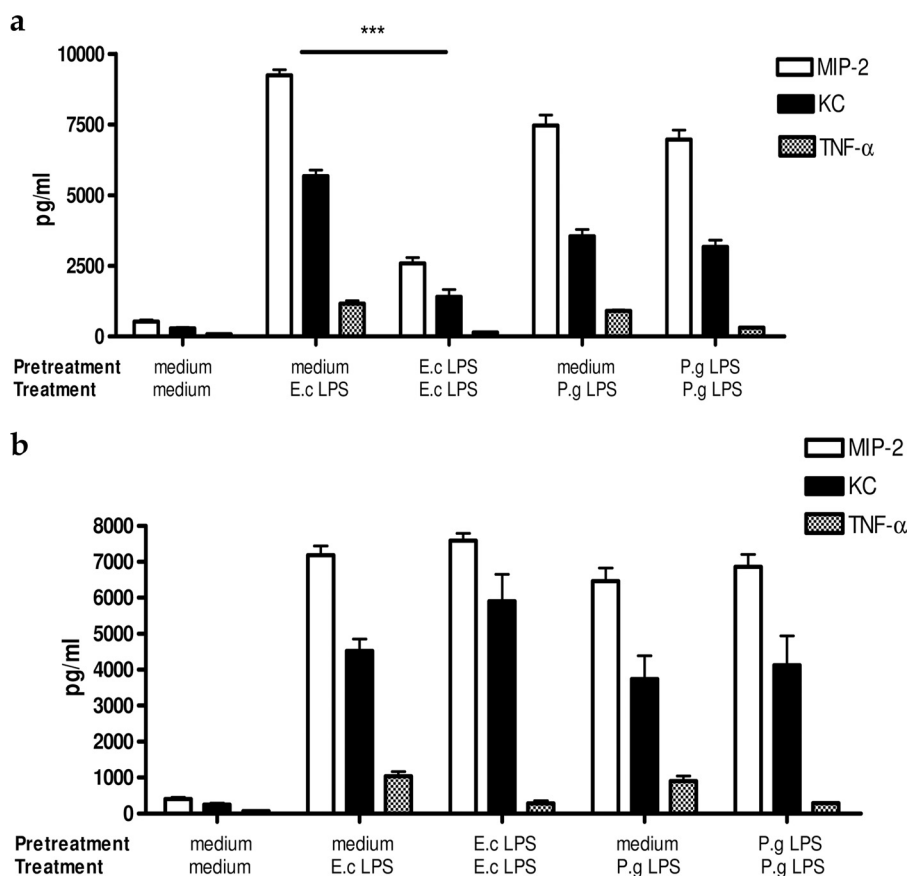 a
***
10000
7500
5000
2500
0
pg/ml
MIP-2
KC
TNF-α
Pretreatment medium medium E.c LPS medium P.g LPS
Treatment medium E.c LPS E.c LPS P.g LPS P.g LPS
b
MIP-2
KC
TNF-α
8000
7000
6000
5000
4000
3000
2000
1000
0
pg/ml
Pretreatment medium medium E.c LPS medium P.g LPS
Treatment medium E.c LPS E.c LPS P.g LPS P.g LPS